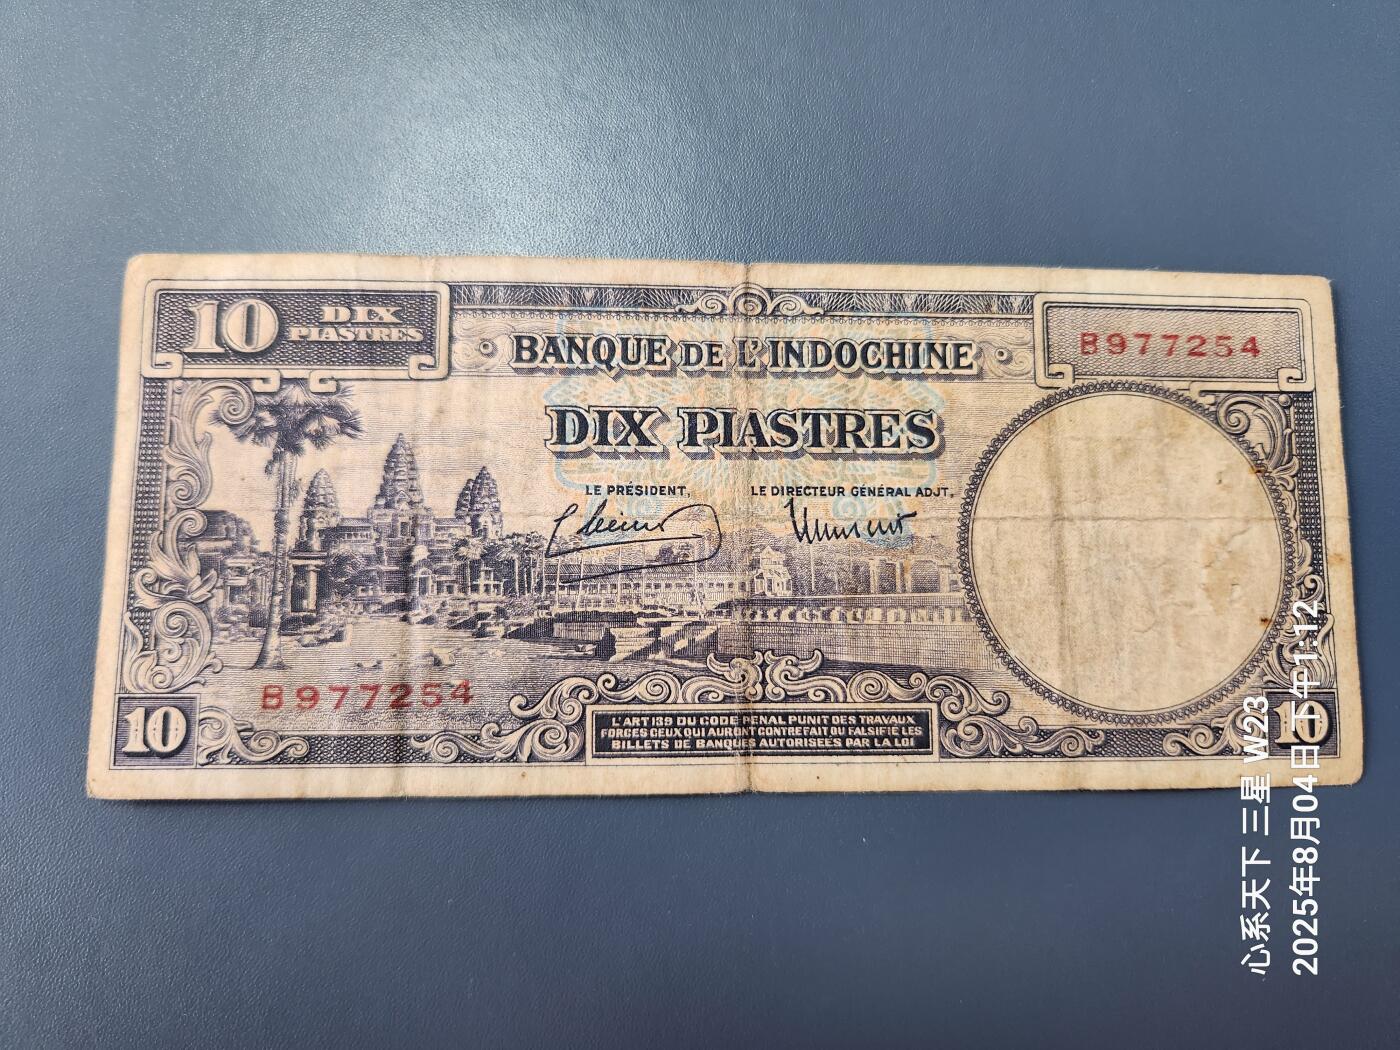 10 DIX
PIASTRES
BANQUE DE L'INDOCHINE
B977254
DIX PIASTRES
LE PRÉSIDENT,
LE DIRECTEUR GÉNÉRAL ADJT.
B977254
10
L'ART 139 DU CODE PENAL PUNIT DES TRAVAUX
FORCES CEUX QUI AURONT CONTREFAIT OU FALSIFIE LES
BILLETS DE BANQUES AUTORISEES PAR LA LOI
10
心系天下 三星 W23
2025年8月04日下午1:12